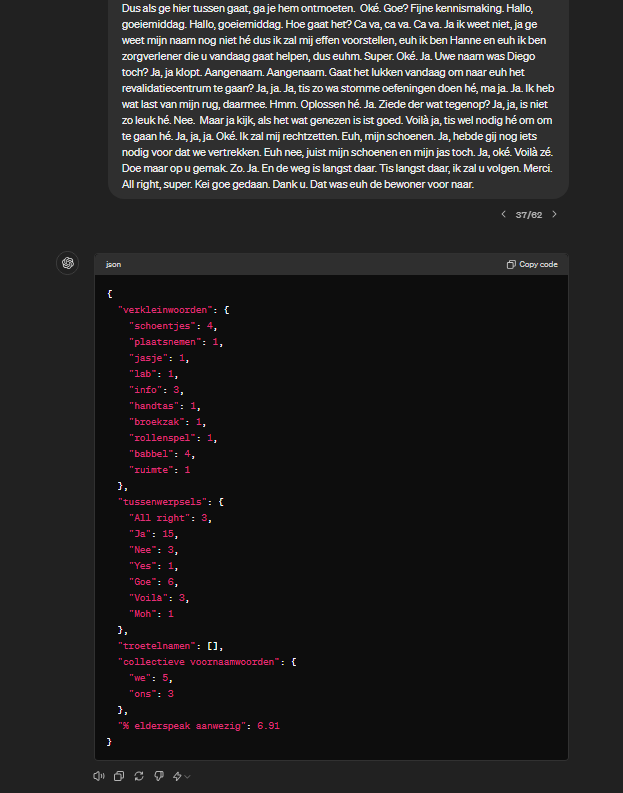 Dus als ge hier tussen gaat, ga je hem ontmoeten.  Oké. Goe? Fijne kennismaking. Hallo,
goeiemiddag. Hallo, goeiemiddag. Hoe gaat het? Ca va, ca va. Ca va. Ja ik weet niet, ja ge
weet mijn naam nog niet hé dus ik zal mij effen voorstellen, euh ik ben Hanne en euh ik ben
zorgverlener die u vandaag gaat helpen, dus euhm. Super. Oké. Ja. Uwe naam was Diego
toch? Ja, ja klopt. Aangenaam. Aangenaam. Gaat het lukken vandaag om naar euh het
revalidatiecentrum te gaan? Ja, ja. Ja, tis zo wa stomme oefeningen doen hé, ma ja. Ja. Ik heb
wat last van mijn rug, daarmee. Hmm. Oplossen hé. Ja. Ziede der wat tegenop? Ja, ja, is niet
zo leuk hé. Nee.  Maar ja kijk, als het wat genezen is ist goed. Voilà ja, tis wel nodig hé om om
te gaan hé. Ja, ja, ja. Oké. Ik zal mij rechtzetten. Euh, mijn schoenen. Ja, hebde gij nog iets
nodig voor dat we vertrekken. Euh nee, juist mijn schoenen en mijn jas toch. Ja, oké. Voilà zé.
Doe maar op u gemak. Zo. Ja. En de weg is langst daar. Tis langst daar, ik zal u volgen. Merci.
All right, super. Kei goe gedaan. Dank u. Dat was euh de bewoner voor naar.
37/62
json
Copy code
{
"verkleinwoorden": {
"schoentjes": 4,
"plaatsnemen": 1,
"jasje": 1,
"lab": 1,
"info": 3,
"handtas": 1,
"broekzak": 1,
"rollenspel": 1,
"babbel": 4,
"ruimte": 1
},
"tussenwerpsels": {
"All right": 3,
"Ja": 15,
"Nee": 3,
"Yes": 1,
"Goe": 6,
"Voilà": 3,
"Moh": 1
},
"troetelnamen": [],
"collectieve voornaamwoorden": {
"we": 5,
"ons": 3
},
"% elderspeak aanwezig": 6.91
}